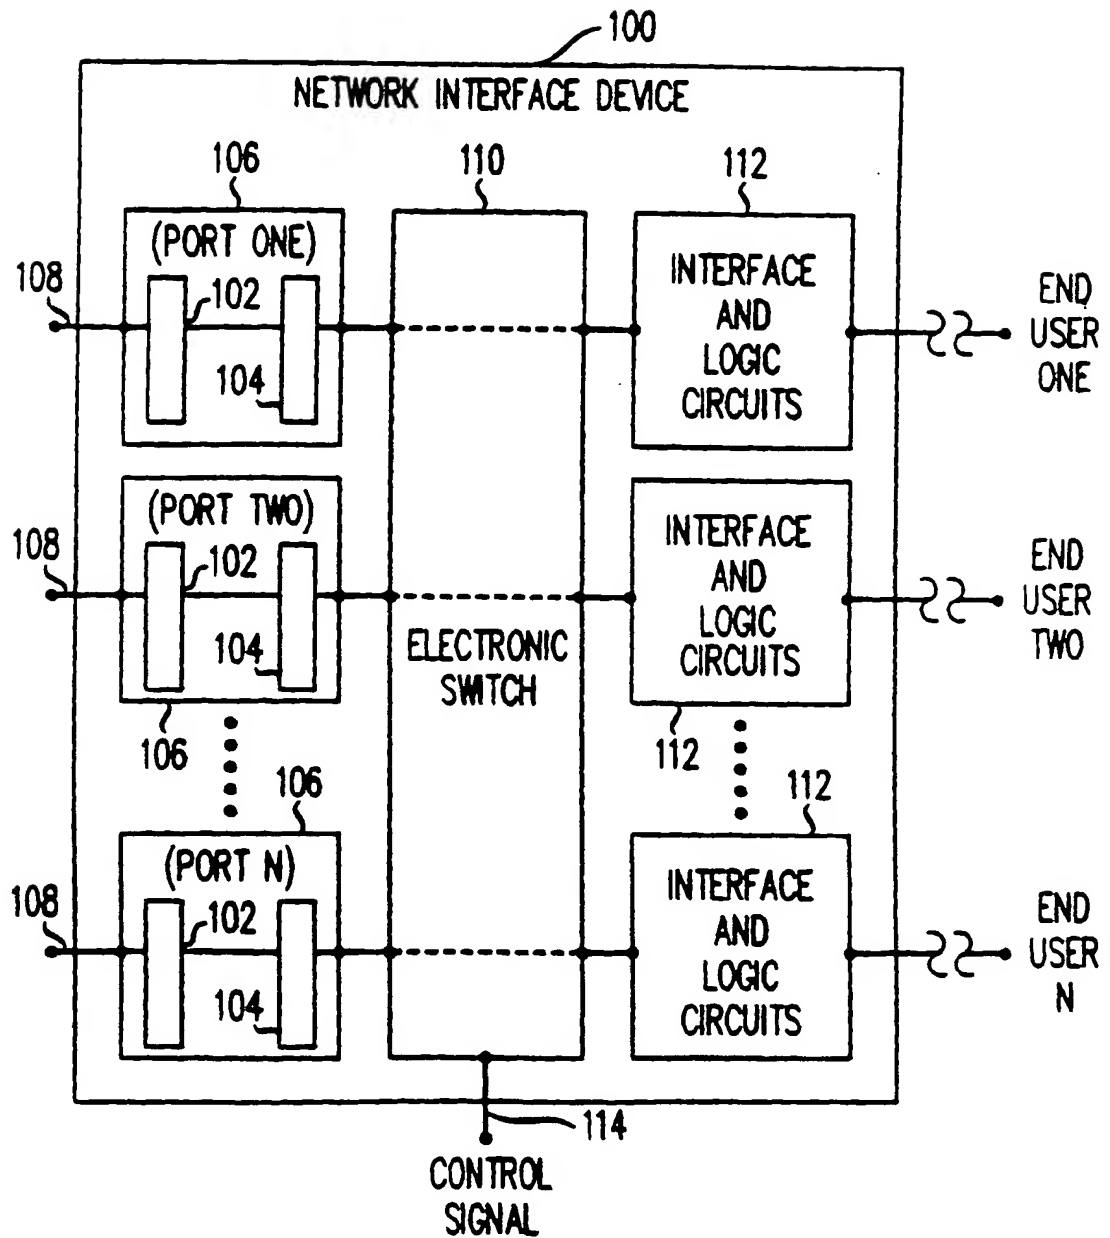 100
NETWORK INTERFACE DEVICE
106
110
112
(PORT ONE)
108
102
104
INTERFACE
AND
LOGIC
CIRCUITS
END
USER
ONE
(PORT TWO)
108
102
104
106
ELECTRONIC
SWITCH
INTERFACE
AND
LOGIC
CIRCUITS
112
END
USER
TWO
106
112
(PORT N)
108
102
104
INTERFACE
AND
LOGIC
CIRCUITS
END
USER
N
114
CONTROL
SIGNAL